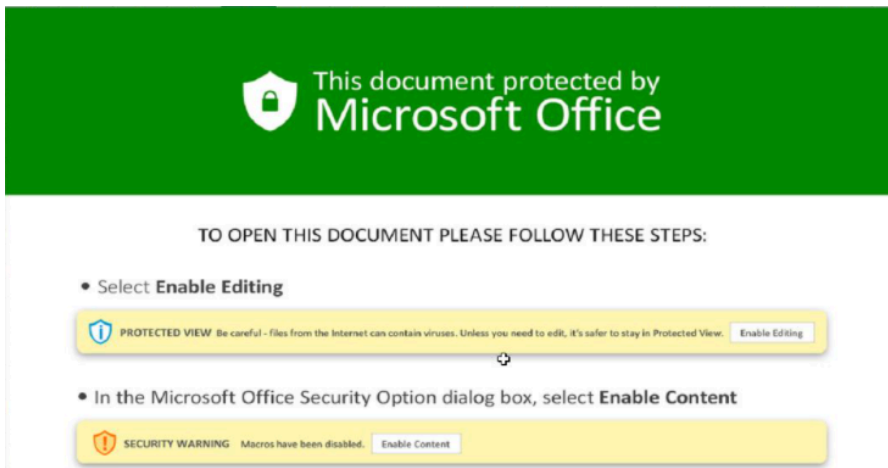 This document protected by
Microsoft Office
TO OPEN THIS DOCUMENT PLEASE FOLLOW THESE STEPS:
• Select Enable Editing
PROTECTED VIEW Be careful - files from the Internet can contain viruses. Unless you need to edit, it's safer to stay in Protected View. Enable Editing
• In the Microsoft Office Security Option dialog box, select Enable Content
SECURITY WARNING Macros have been disabled. Enable Content